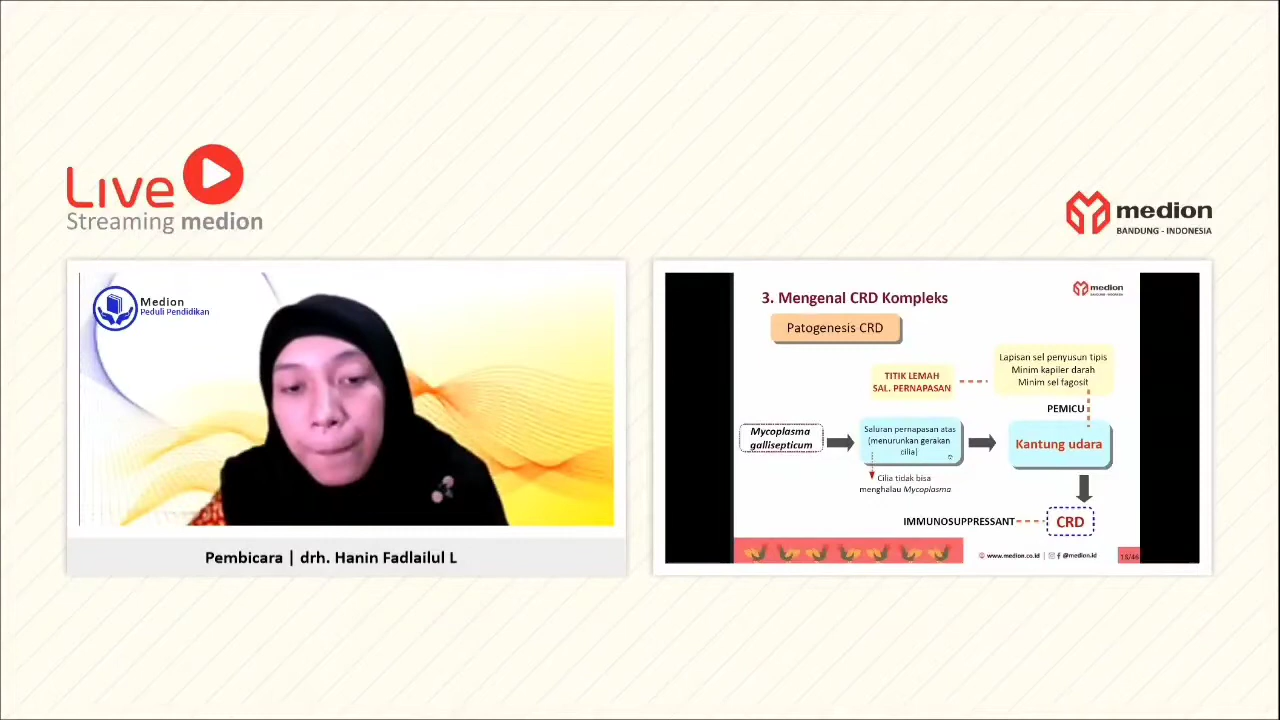 Live
Streaming medion
medion
BANDUNG - INDONESIA
Medion
Peduli Pendidikan
Pembicara | drh. Hanin Fadlailul L
medion
BANDUNG - INDONESIA
3. Mengenal CRD Kompleks
Patogenesis CRD
TITIK LEMAH
SAL. PERNAPASAN
Lapisan sel penyusun tipis
Minim kapiler darah
Minim sel fagosit
PEMICU
Mycoplasma
gallisepticum
Saluran pernapasan atas
(menurunkan gerakan
cilia)
Kantung udara
Cilia tidak bisa
menghalau Mycoplasma
IMMUNOSUPPRESSANT
CRD
www.medion.co.id | @medion.id